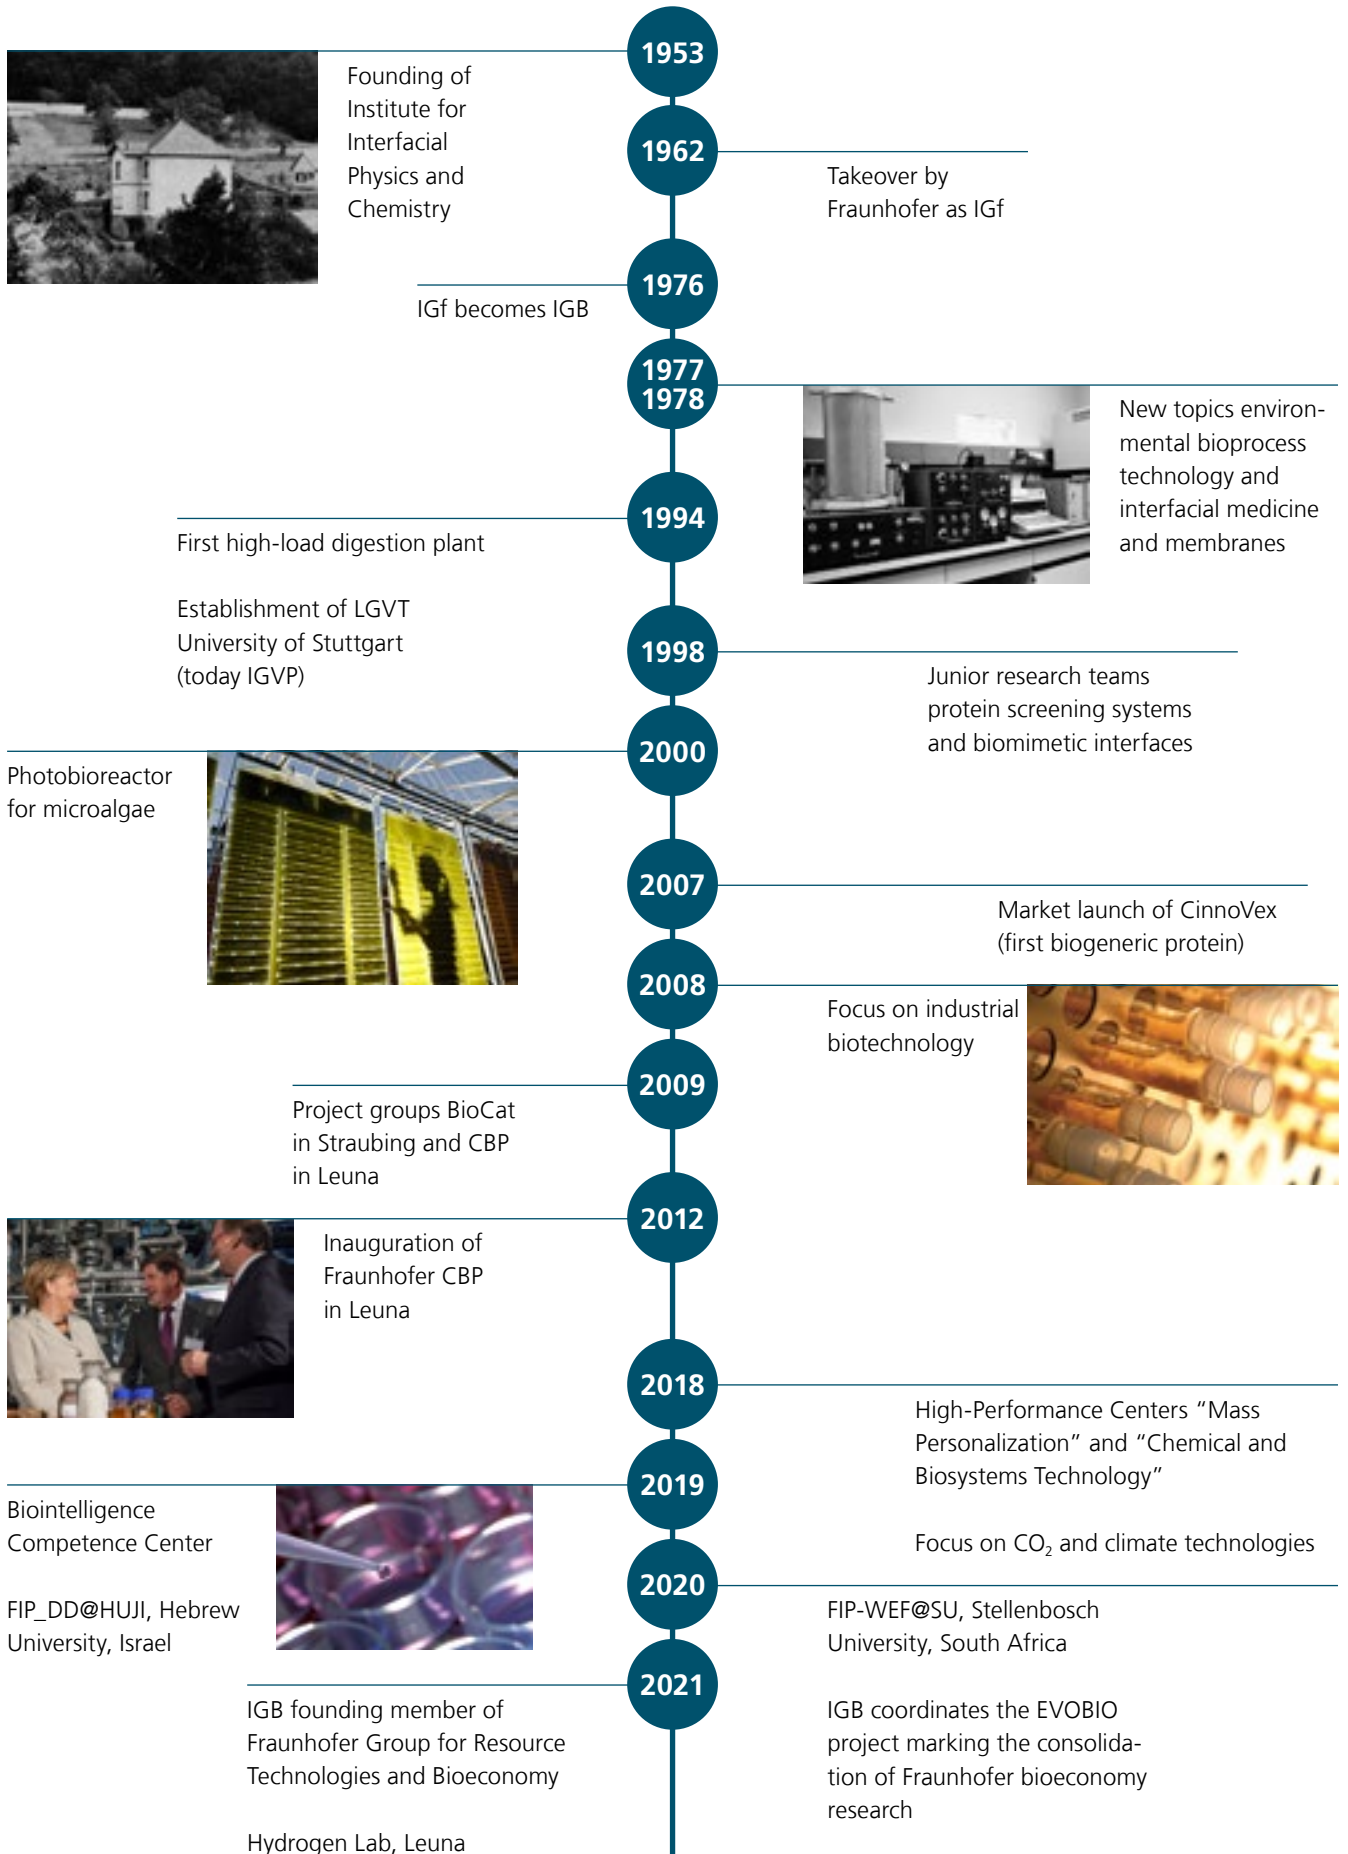 1953
Founding of
Institute for
Interfacial
Physics and
Chemistry
1962
Takeover by
Fraunhofer as IGf
1976
IGf becomes IGB
1977
1978
New topics environ-
mental bioprocess
technology and
interfacial medicine
and membranes
1994
First high-load digestion plant
Establishment of LGVT
University of Stuttgart
(today IGVP)
1998
Junior research teams
protein screening systems
and biomimetic interfaces
2000
Photobioreactor
for microalgae
2007
Market launch of CinnoVex
(first biogeneric protein)
2008
Focus on industrial
biotechnology
2009
Project groups BioCat
in Straubing and CBP
in Leuna
2012
Inauguration of
Fraunhofer CBP
in Leuna
2018
High-Performance Centers “Mass
Personalization” and “Chemical and
Biosystems Technology”
Focus on CO₂ and climate technologies
2019
Biointelligence
Competence Center
FIP_DD@HUJI, Hebrew
University, Israel
2020
FIP-WEF@SU, Stellenbosch
University, South Africa
IGB coordinates the EVOBIO
project marking the consolida-
tion of Fraunhofer bioeconomy
research
2021
IGB founding member of
Fraunhofer Group for Resource
Technologies and Bioeconomy
Hydrogen Lab, Leuna